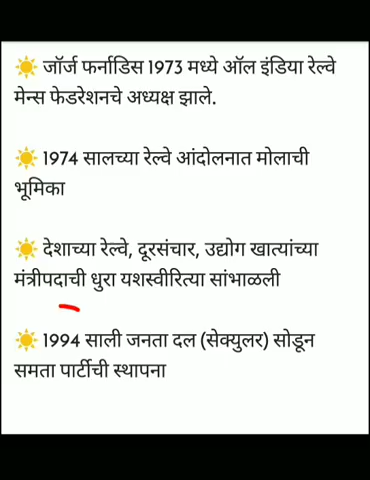 ☀️ जॉर्ज फर्नाडिस 1973 मध्ये ऑल इंडिया रेल्वे
मेन्स फेडरेशनचे अध्यक्ष झाले.
☀️ 1974 सालच्या रेल्वे आंदोलनात मोलाची
भूमिका
☀️ देशाच्या रेल्वे, दूरसंचार, उद्योग खात्यांच्या
मंत्रीपदाची धुरा यशस्वीरित्या सांभाळली
☀️ 1994 साली जनता दल (सेक्युलर) सोडून
समता पार्टीची स्थापना